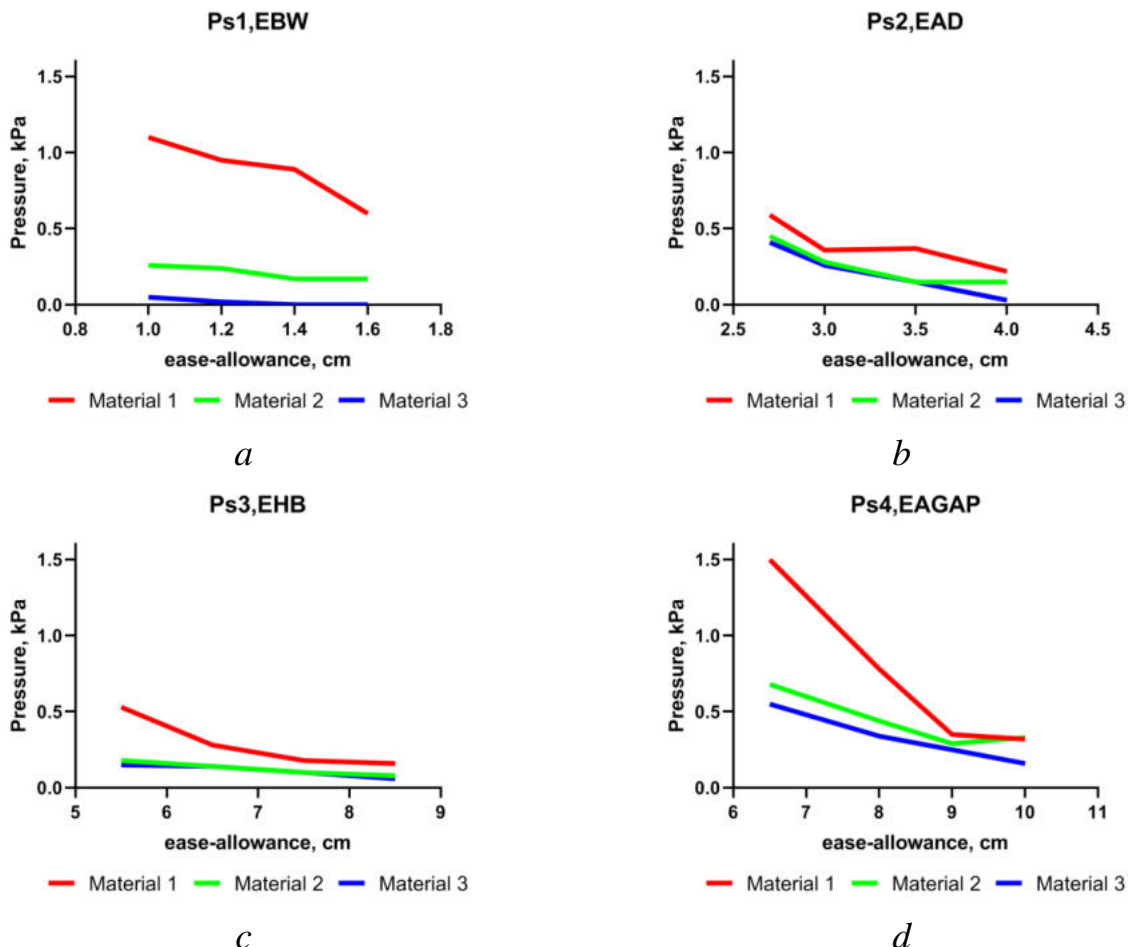 Ps1,EBW
Pressure, kPa
1.5
1.0
0.5
0.0
0.8 1.0 1.2 1.4 1.6 1.8
ease-allowance, cm
Material 1 Material 2 Material 3
a
Ps2,EAD
Pressure, kPa
1.5
1.0
0.5
0.0
2.5 3.0 3.5 4.0 4.5
ease-allowance, cm
Material 1 Material 2 Material 3
b
Ps3,EHB
Pressure, kPa
1.5
1.0
0.5
0.0
5 6 7 8 9
ease-allowance, cm
Material 1 Material 2 Material 3
c
Ps4,EAGAP
Pressure, kPa
1.5
1.0
0.5
0.0
6 7 8 9 10 11
ease-allowance, cm
Material 1 Material 2 Material 3
d